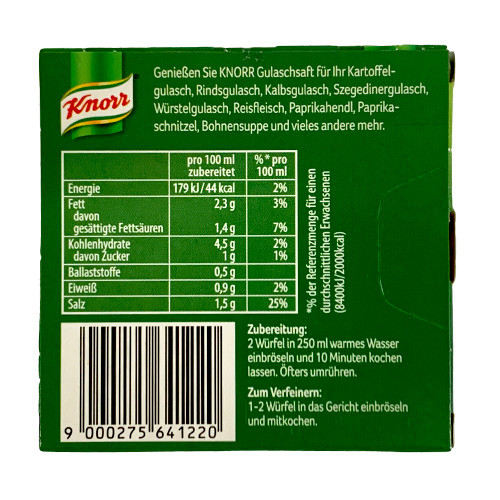 Knorr
Genießen Sie KNORR Gulaschsaft für Ihr Kartoffel-
gulasch, Rindsgulasch, Kalbsgulasch, Szegedinergulasch,
Würstelgulasch, Reisfleisch, Paprikahendl, Paprika-
schnitzel, Bohnensuppe und vieles andere mehr.
pro 100 ml zubereitet %* pro 100 ml
Energie 179 kJ/44 kcal 2%
Fett 2,3 g 3%
davon
gesättigte Fettsäuren 1,4 g 7%
Kohlenhydrate 4,5 g 2%
davon Zucker 1 g 1%
Ballaststoffe 0,5 g
Eiweiß 0,9 g 2%
Salz 1,5 g 25%
*% der Referenzmenge für einen
durchschnittlichen Erwachsenen
(8400kJ/2000kcal)
Zubereitung:
2 Würfel in 250 ml warmes Wasser
einbröseln und 10 Minuten kochen
lassen. Öfters umrühren.
Zum Verfeinern:
1-2 Würfel in das Gericht einbröseln
und mitkochen.
9 000275 641220